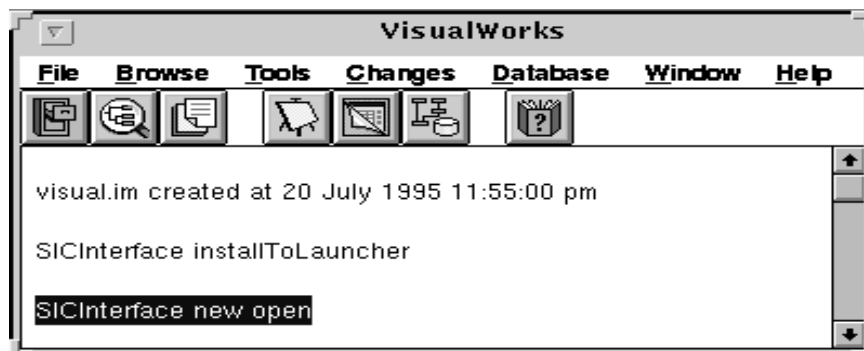 VisualWorks
File Browse Tools Changes Database Window Help
?
visual.im created at 20 July 1995 11:55:00 pm
SICInterface installToLauncher
SICInterface new open